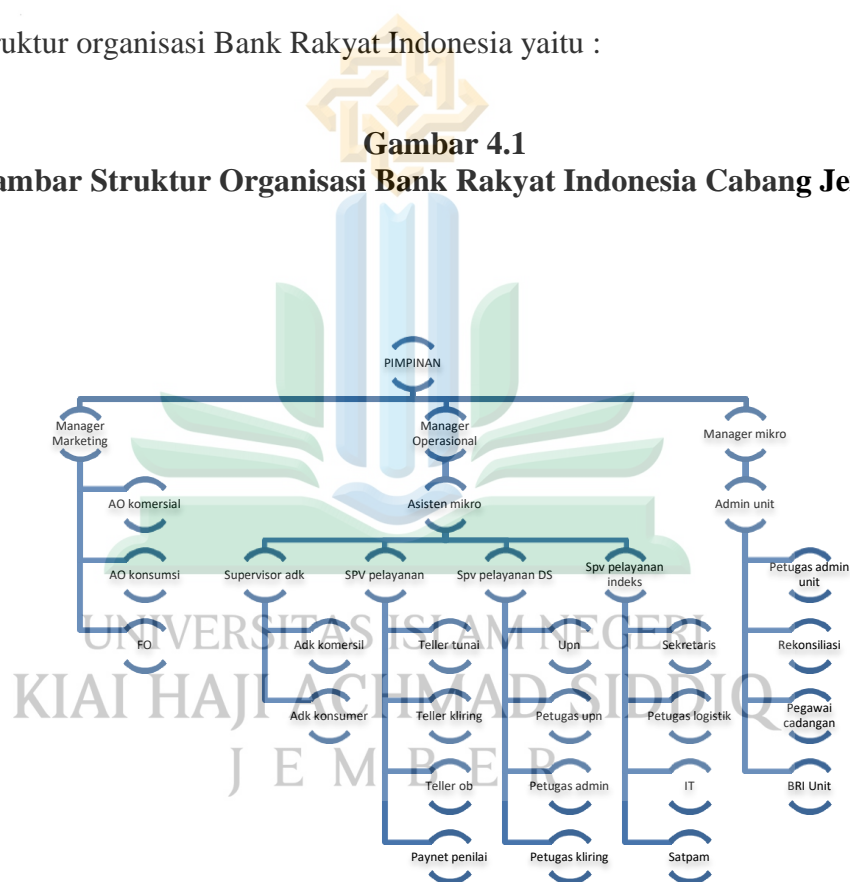 ruktur organisasi Bank Rakyat Indonesia yaitu :
Gambar 4.1
ambar Struktur Organisasi Bank Rakyat Indonesia Cabang Je
PIMPINAN
Manager
Marketing
Manager
Operasional
Manager mikro
AO komersial
Asisten mikro
Admin unit
AO konsumsi
Supervisor adk
SPV pelayanan
Spv pelayanan DS
Spv pelayanan
indeks
Petugas admin
unit
FO
Adk komersil
Teller tunai
Upn
Sekretaris
Rekonsiliasi
Adk konsumer
Teller kliring
Petugas upn
Petugas logistik
Pegawai
cadangan
Teller ob
Petugas admin
IT
BRI Unit
Paynet penilai
Petugas kliring
Satpam
UNIVERSITAS ISLAM NEGERI
KIAI HAJI ACHMAD SIDDIQ
JEMBER